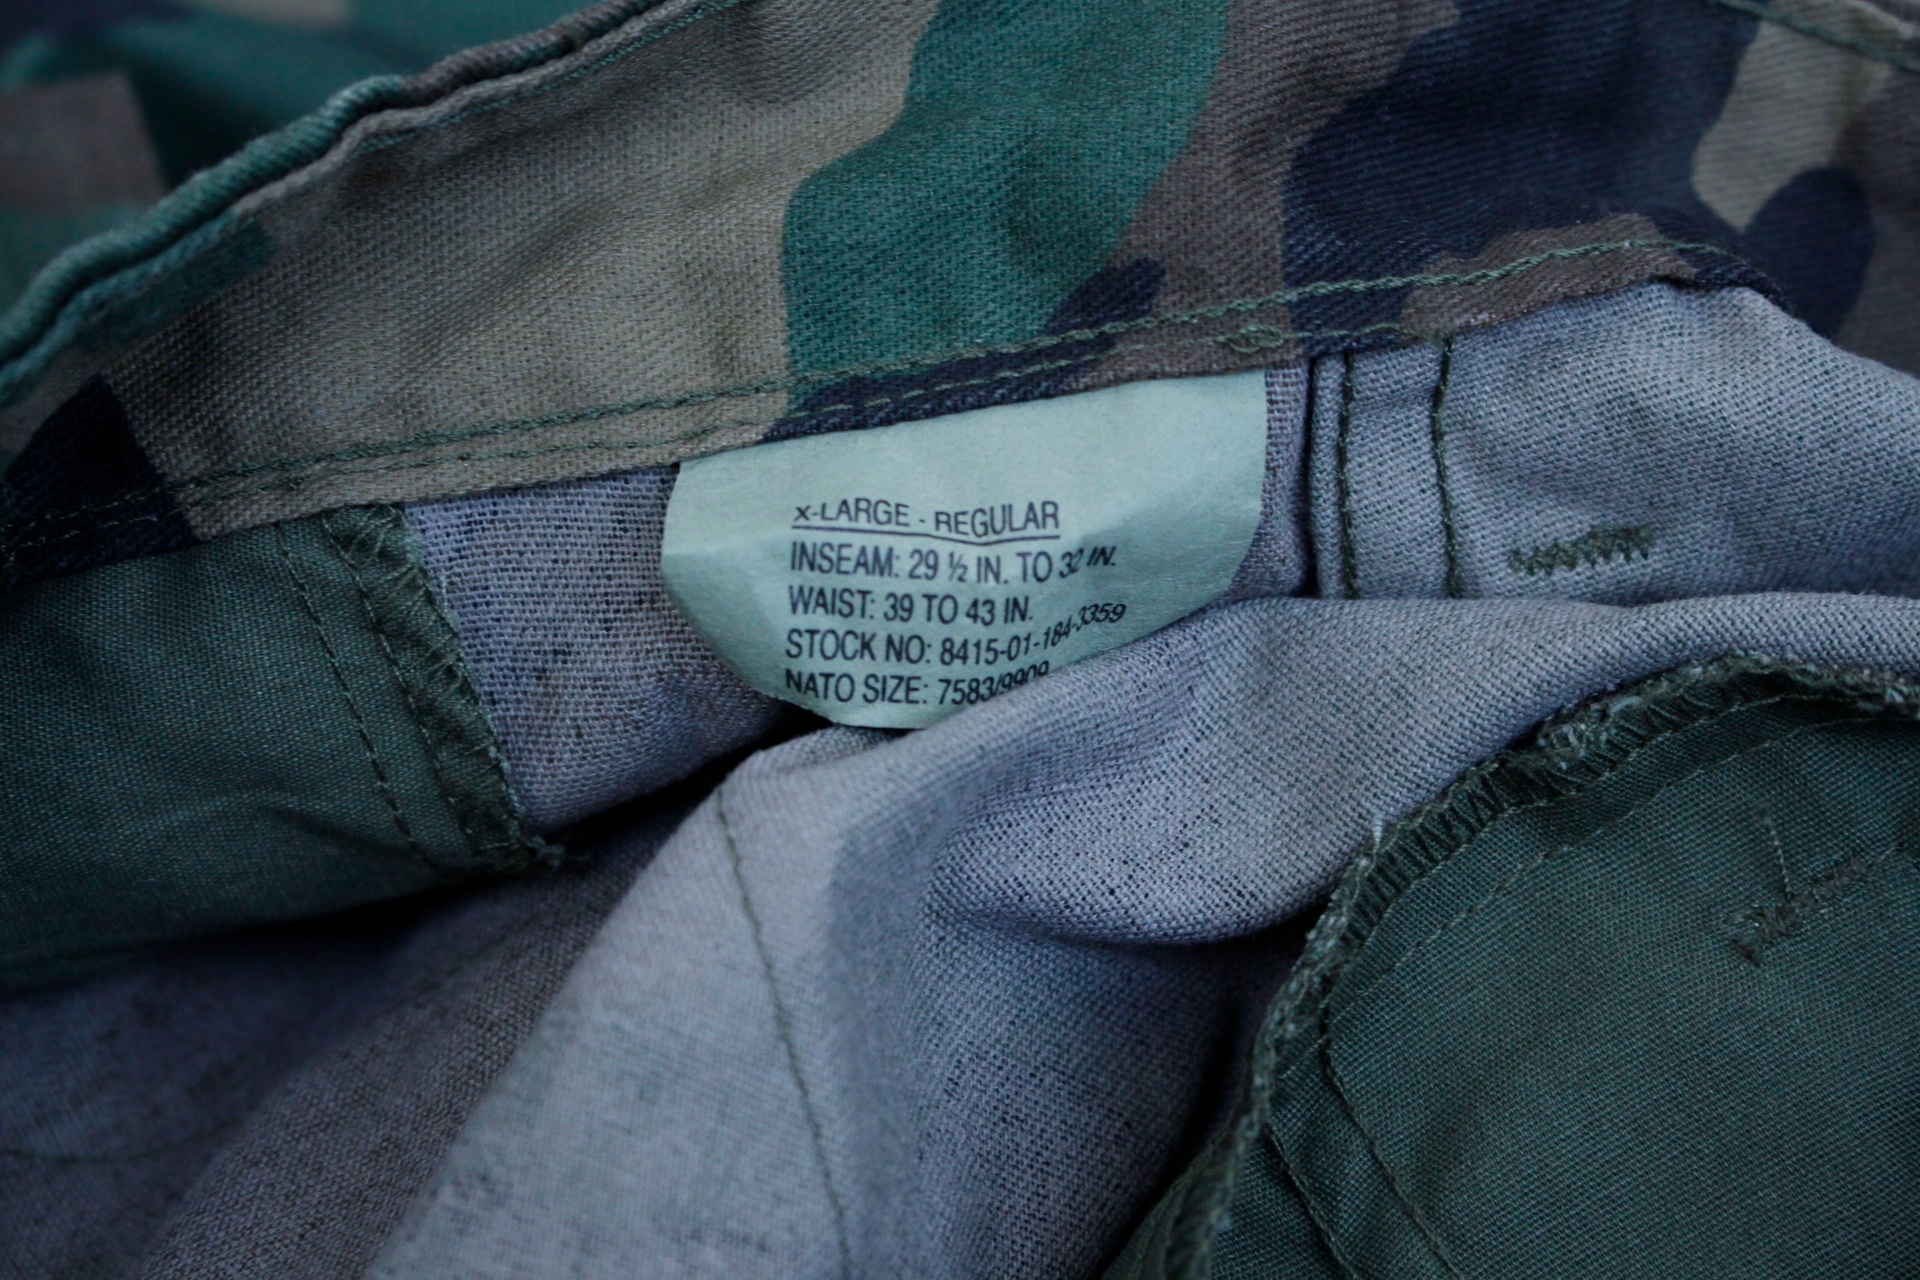 X-LARGE - REGULAR
INSEAM: 29 ½ IN. TO 32 IN.
WAIST: 39 TO 43 IN.
STOCK NO: 8415-01-184-3359
NATO SIZE: 7583/9909